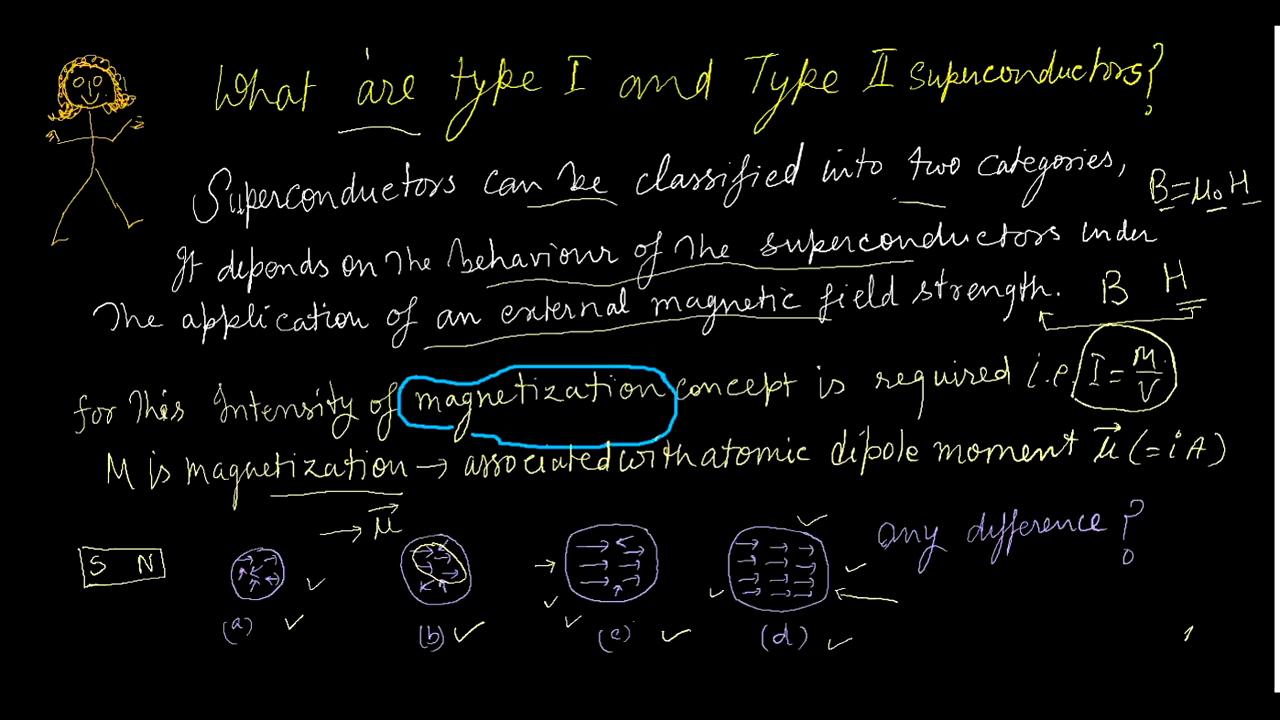 What are type I and Type II superconductors?
Superconductors can be classified into two categories,
B=μ₀H
It depends on the behaviour of the superconductors under
the application of an external magnetic field strength.
B H
for this Intensity of magnetization concept is required i.e. I = M/V
M is magnetization → associated with atomic dipole moment μ⃗ (= i A)
→ μ⃗
any difference?
S N
(a) (b) (c) (d)